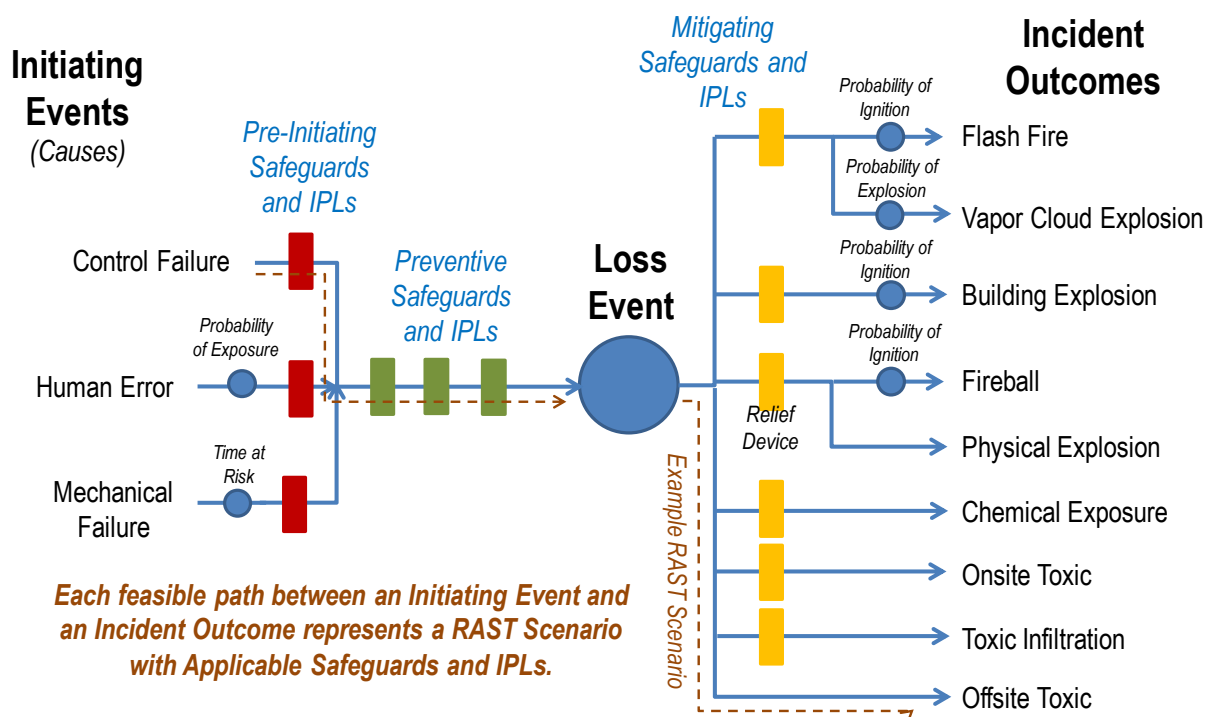 Initiating
Events
(Causes)
Pre-Initiating
Safeguards
and IPLs
Control Failure
Probability
of Exposure
Human Error
Time at
Risk
Mechanical
Failure
Preventive
Safeguards
and IPLs
Loss
Event
Mitigating
Safeguards and
IPLs
Relief
Device
Example RAST Scenario
Incident
Outcomes
Probability of
Ignition
Flash Fire
Probability of
Explosion
Vapor Cloud Explosion
Probability of
Ignition
Building Explosion
Probability of
Ignition
Fireball
Physical Explosion
Chemical Exposure
Onsite Toxic
Toxic Infiltration
Offsite Toxic
Each feasible path between an Initiating Event and
an Incident Outcome represents a RAST Scenario
with Applicable Safeguards and IPLs.